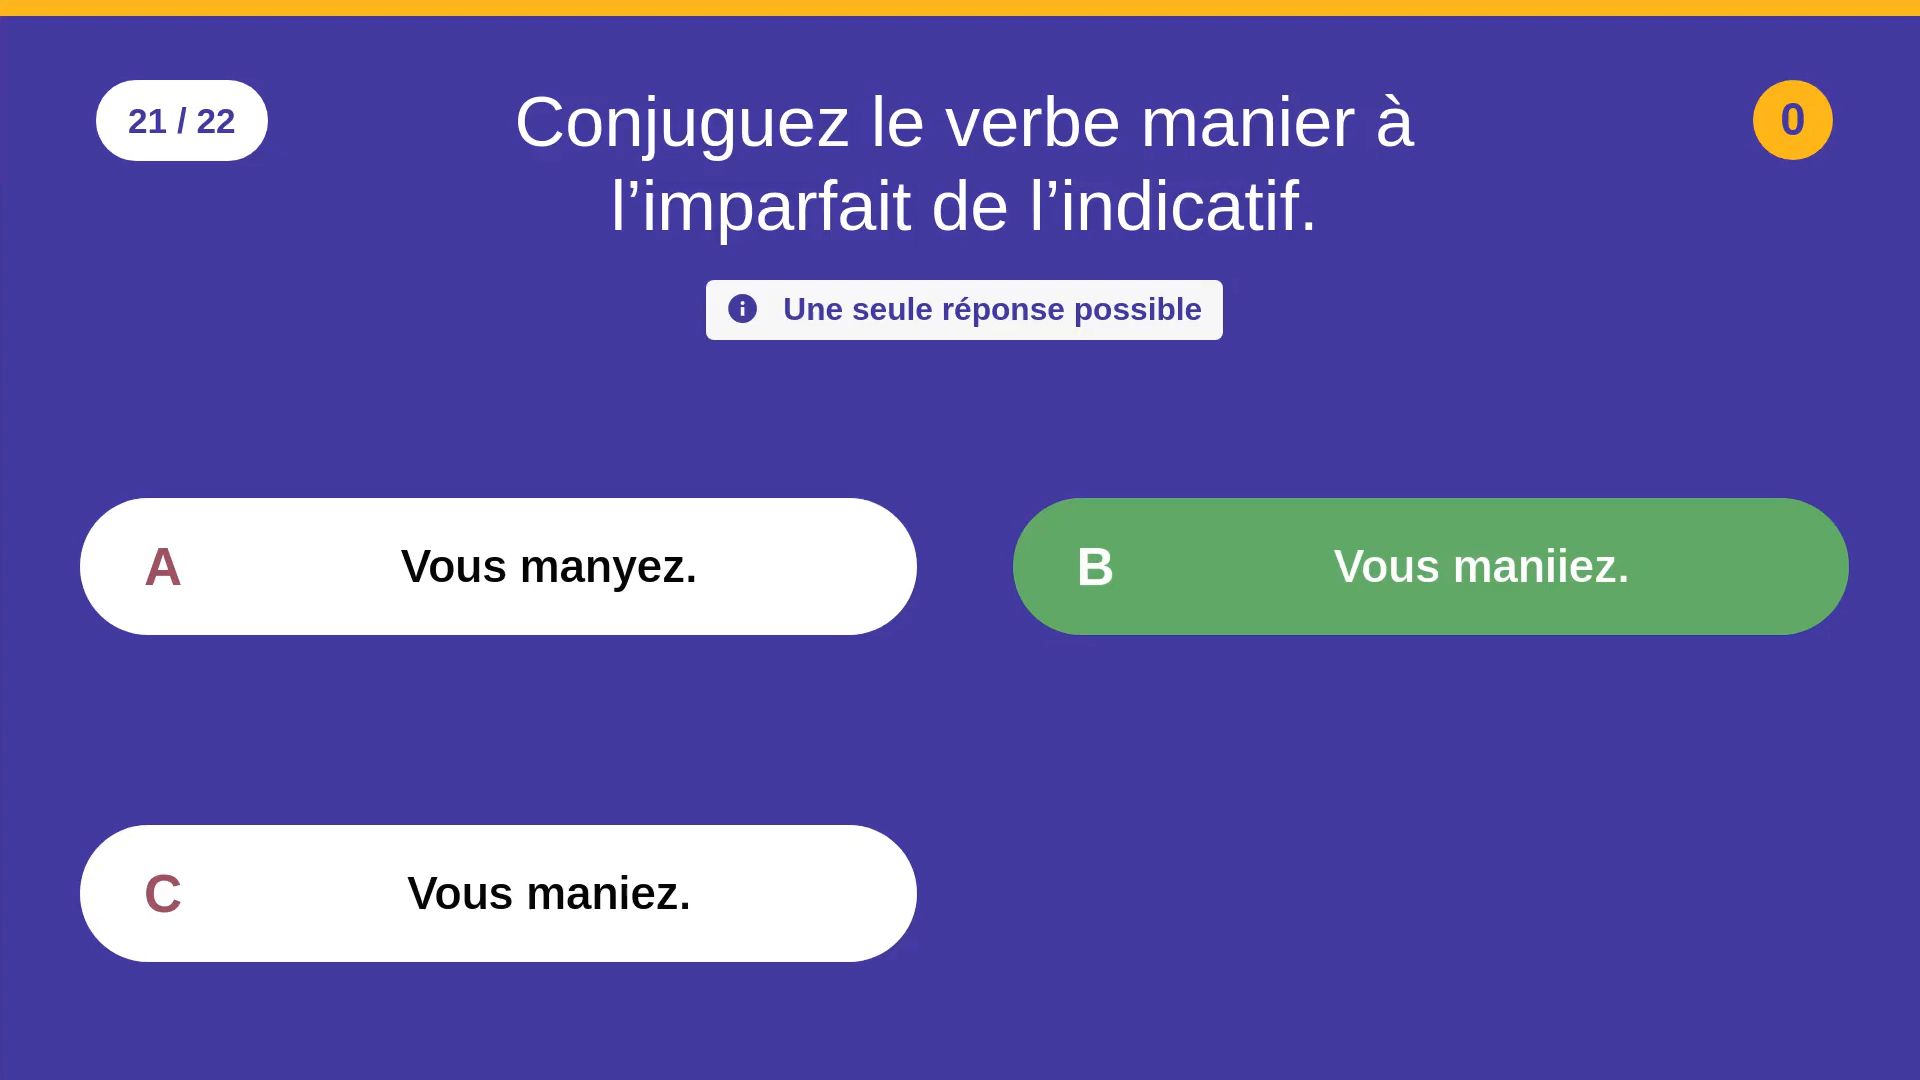 21 / 22
Conjuguez le verbe manier à
l’imparfait de l’indicatif.
0
Une seule réponse possible
A Vous manyez.
B Vous maniiez.
C Vous maniez.